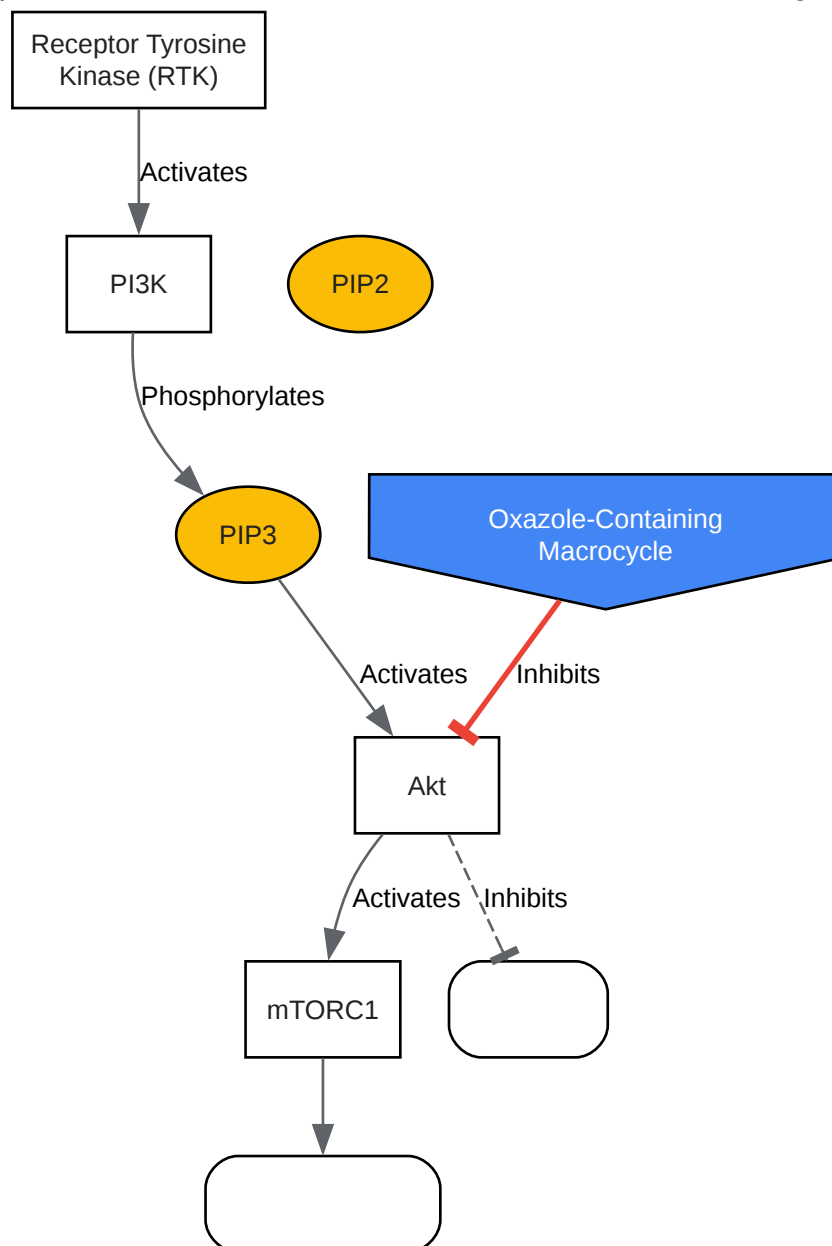 Receptor Tyrosine
Kinase (RTK)
Activates
PI3K
PIP2
Phosphorylates
PIP3
Oxazole-Containing
Macrocycle
Activates
Inhibits
Akt
Activates
Inhibits
mTORC1